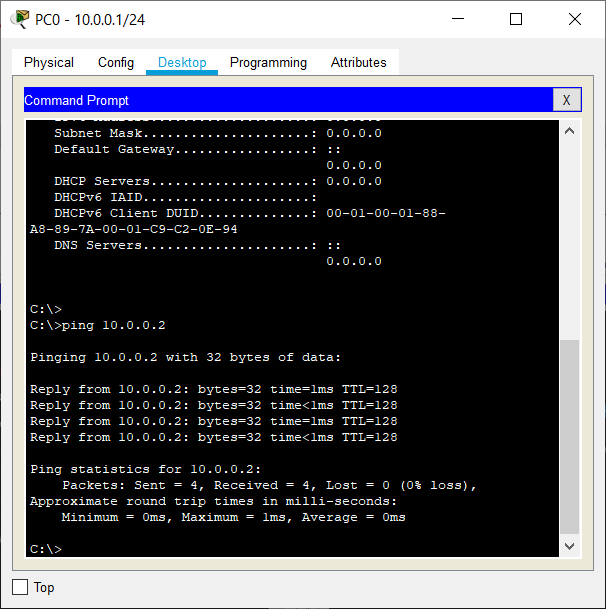 PC0 - 10.0.0.1/24
Physical Config Desktop Programming Attributes
Command Prompt
X
Subnet Mask.....................: 0.0.0.0
Default Gateway.................: ::
0.0.0.0
DHCP Servers....................: 0.0.0.0
DHCPv6 IAID.....................:
DHCPv6 Client DUID..............: 00-01-00-01-88-
A8-89-7A-00-01-C9-C2-0E-94
DNS Servers.....................: ::
0.0.0.0
C:\>
C:\>ping 10.0.0.2
Pinging 10.0.0.2 with 32 bytes of data:
Reply from 10.0.0.2: bytes=32 time=1ms TTL=128
Reply from 10.0.0.2: bytes=32 time<1ms TTL=128
Reply from 10.0.0.2: bytes=32 time=1ms TTL=128
Reply from 10.0.0.2: bytes=32 time<1ms TTL=128
Ping statistics for 10.0.0.2:
Packets: Sent = 4, Received = 4, Lost = 0 (0% loss),
Approximate round trip times in milli-seconds:
Minimum = 0ms, Maximum = 1ms, Average = 0ms
C:\>
Top